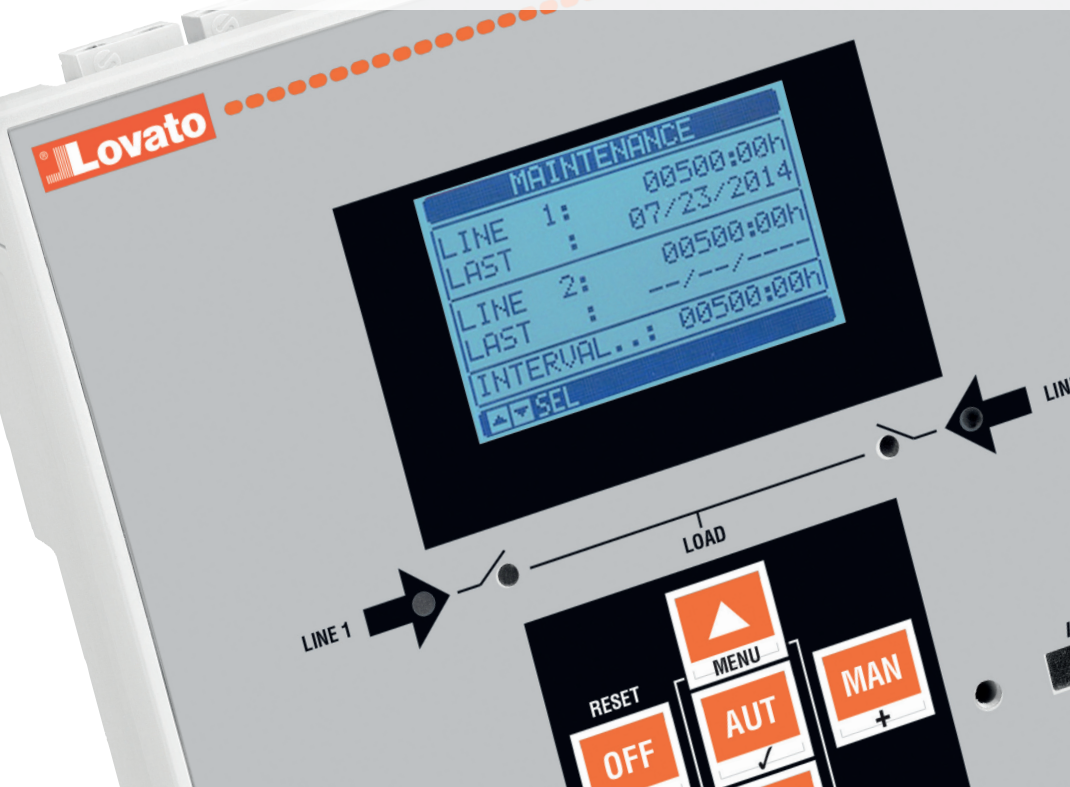 Lovato
MAINTENANCE
LINE 1: 00500:00h
LAST : 07/23/2014
LINE 2: 00500:00h
LAST : --/--/----
INTERVAL..: 00500:00h
SEL
LOAD
LINE 1
MENU
RESET
OFF
AUT
MAN
+